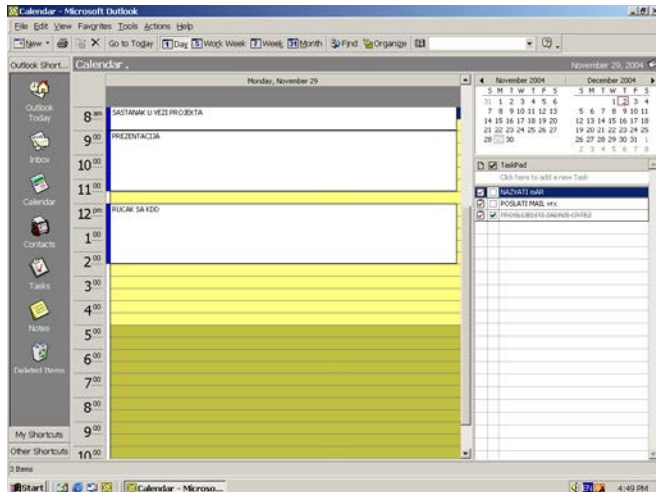 Calendar - Microsoft Outlook
File Edit View Favorites Tools Actions Help
New Go to Today 1 Day 5 Work Week 7 Week 31 Month Find Organize
Outlook Short... Calendar . November 29, 2004
Monday, November 29
Outlook Today
Inbox
Calendar
Contacts
Tasks
Notes
Deleted Items
My Shortcuts
Other Shortcuts
8 am SASTANAK U VEZI PROJEKTA
9 00 PREZENTACIJA
10 00
11 00
12 pm RUCAK SA KDD
1 00
2 00
3 00
4 00
5 00
6 00
7 00
8 00
9 00
10 00
November 2004
S M T W T F S
31 1 2 3 4 5 6
7 8 9 10 11 12 13
14 15 16 17 18 19 20
21 22 23 24 25 26 27
28 29 30
December 2004
S M T W T F S
1 2 3 4
5 6 7 8 9 10 11
12 13 14 15 16 17 18
19 20 21 22 23 24 25
26 27 28 29 30 31 1
2 3 4 5 6 7 8
TaskPad
Click here to add a new Task
NAZVATI mAR
POSLATI MAIL vrx
3 Items
Start Calendar - Microso... EN 4:49 PM